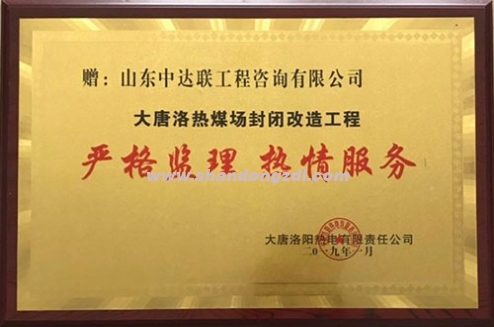 赠：山东中达联工程咨询有限公司
大唐洛热煤场封闭改造工程
严格监理 热情服务
www.shandongzdl.com
大唐洛阳热电有限责任公司
二〇一九年一月